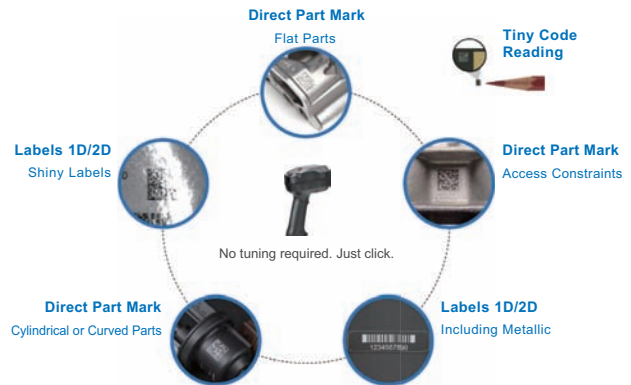 Direct Part Mark
Flat Parts
Tiny Code
Reading
Labels 1D/2D
Shiny Labels
Direct Part Mark
Access Constraints
No tuning required. Just click.
Direct Part Mark
Cylindrical or Curved Parts
Labels 1D/2D
Including Metallic
1234567890